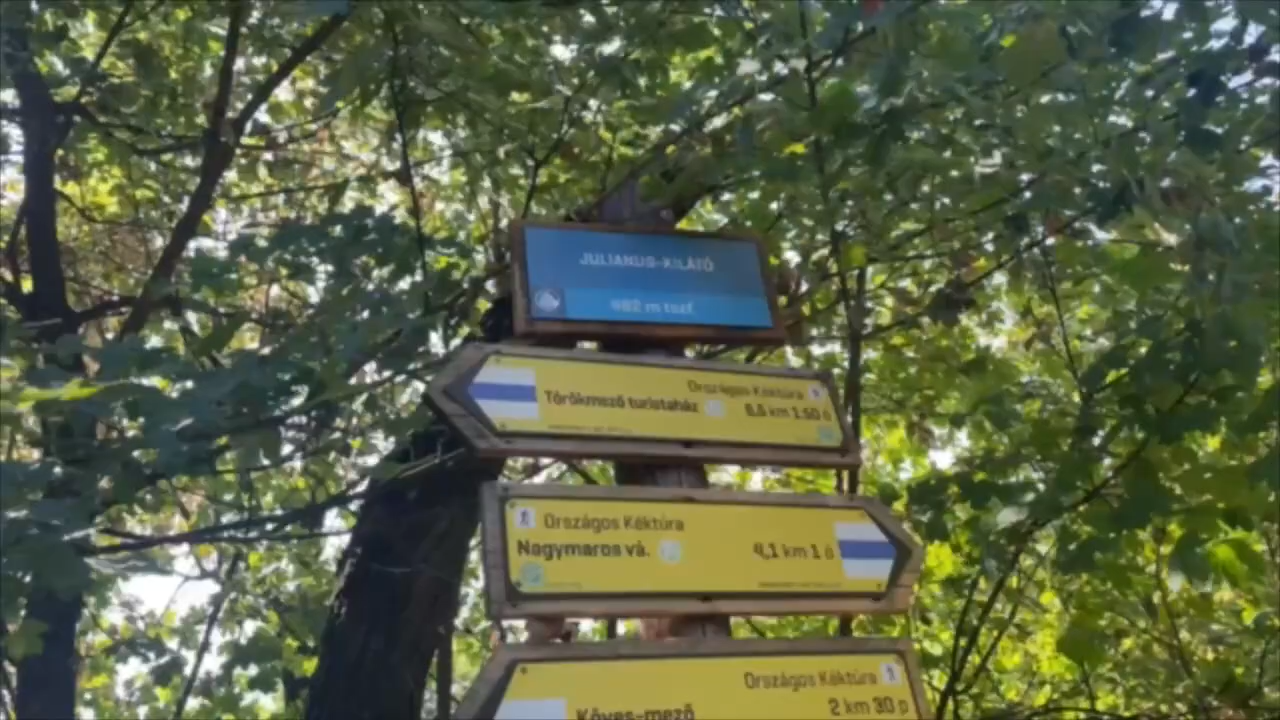 JULIANUS-KILÁTÓ
482 m tszf.
Országos Kéktúra
Törökmező turistaház 6,6 km 1:50 ó
Országos Kéktúra
Nagymaros vá. 4,1 km 1 ó
Országos Kéktúra
Köves-mező 2 km 30 p